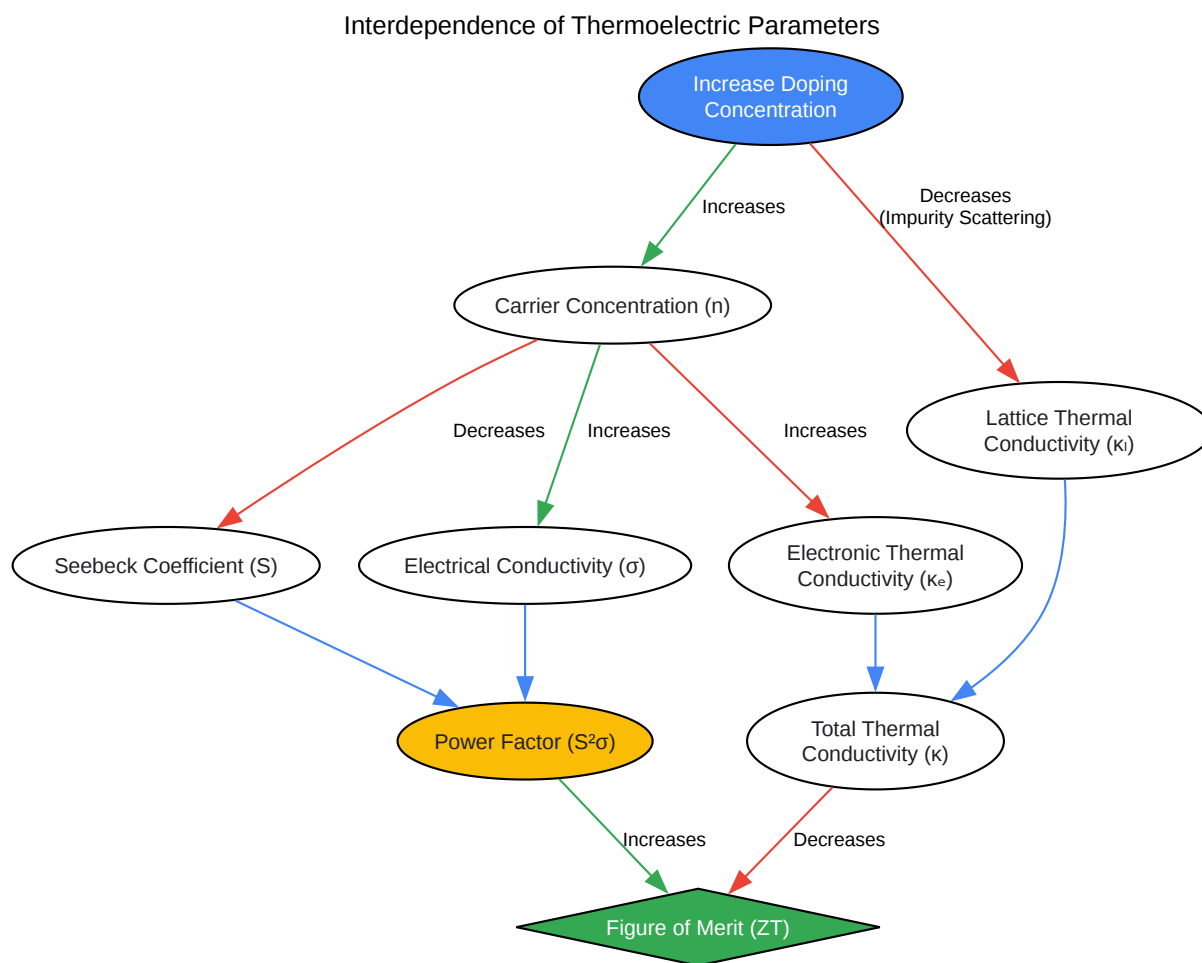 Interdependence of Thermoelectric Parameters
Increase Doping
Concentration
Increases
Decreases
(Impurity Scattering)
Carrier Concentration (n)
Decreases
Increases
Increases
Lattice Thermal
Conductivity (κₗ)
Seebeck Coefficient (S)
Electrical Conductivity (σ)
Electronic Thermal
Conductivity (κₑ)
Power Factor (S²σ)
Total Thermal
Conductivity (κ)
Increases
Decreases
Figure of Merit (ZT)